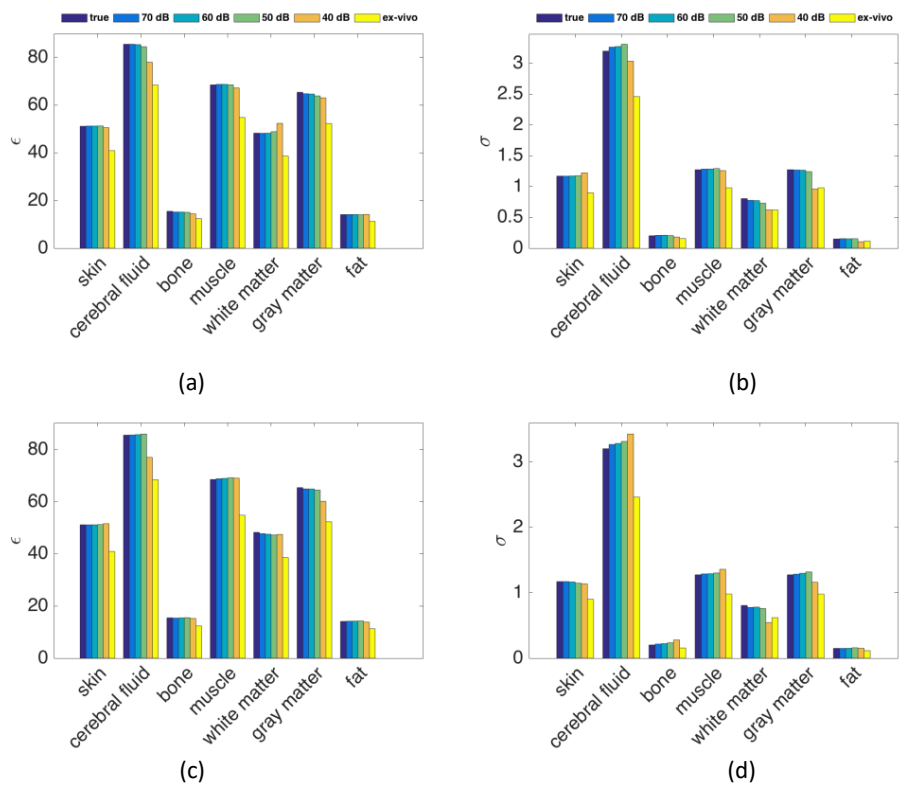 true 70 dB 60 dB 50 dB 40 dB ex-vivo
true 70 dB 60 dB 50 dB 40 dB ex-vivo
80
60
40
20
0
ϵ
skin
cerebral fluid
bone
muscle
white matter
gray matter
fat
(a)
3
2.5
2
1.5
1
0.5
0
σ
skin
cerebral fluid
bone
muscle
white matter
gray matter
fat
(b)
80
60
40
20
0
ϵ
skin
cerebral fluid
bone
muscle
white matter
gray matter
fat
(c)
3
2
1
0
σ
skin
cerebral fluid
bone
muscle
white matter
gray matter
fat
(d)